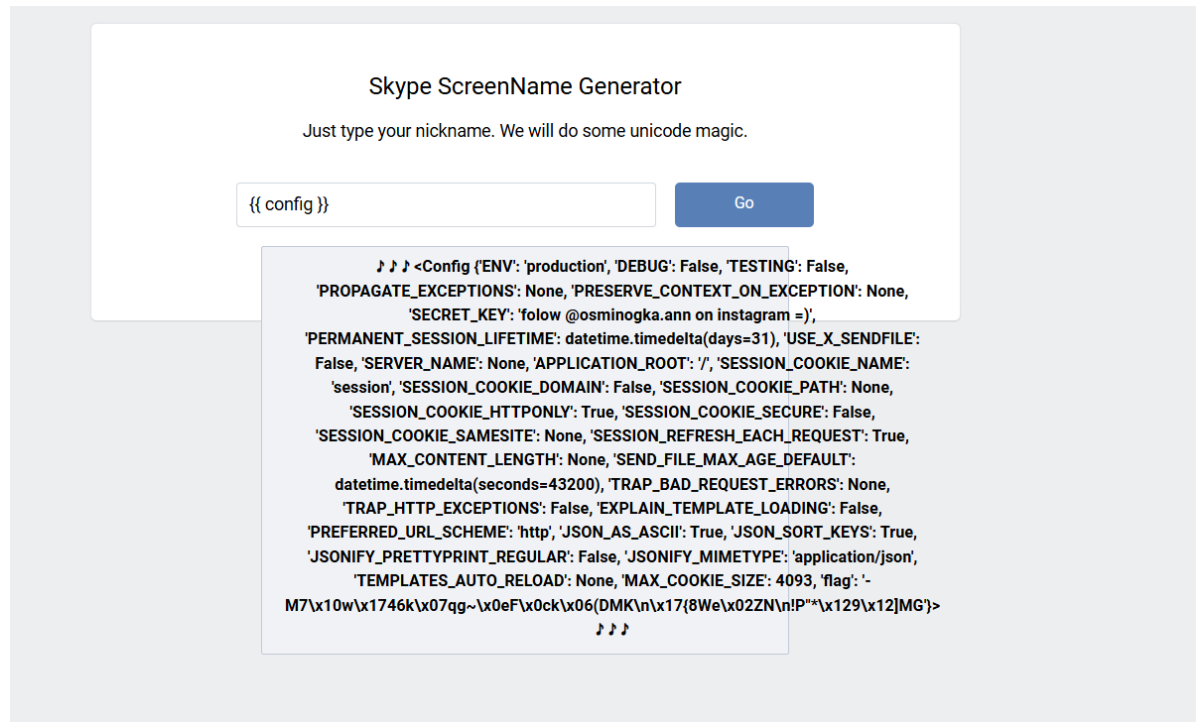 Skype ScreenName Generator
Just type your nickname. We will do some unicode magic.
{{ config }}
Go
♪ ♪ ♪ <Config {'ENV': 'production', 'DEBUG': False, 'TESTING': False,
'PROPAGATE_EXCEPTIONS': None, 'PRESERVE_CONTEXT_ON_EXCEPTION': None,
'SECRET_KEY': 'folow @osminogka.ann on instagram =)',
'PERMANENT_SESSION_LIFETIME': datetime.timedelta(days=31), 'USE_X_SENDFILE':
False, 'SERVER_NAME': None, 'APPLICATION_ROOT': '/', 'SESSION_COOKIE_NAME':
'session', 'SESSION_COOKIE_DOMAIN': False, 'SESSION_COOKIE_PATH': None,
'SESSION_COOKIE_HTTPONLY': True, 'SESSION_COOKIE_SECURE': False,
'SESSION_COOKIE_SAMESITE': None, 'SESSION_REFRESH_EACH_REQUEST': True,
'MAX_CONTENT_LENGTH': None, 'SEND_FILE_MAX_AGE_DEFAULT':
datetime.timedelta(seconds=43200), 'TRAP_BAD_REQUEST_ERRORS': None,
'TRAP_HTTP_EXCEPTIONS': False, 'EXPLAIN_TEMPLATE_LOADING': False,
'PREFERRED_URL_SCHEME': 'http', 'JSON_AS_ASCII': True, 'JSON_SORT_KEYS': True,
'JSONIFY_PRETTYPRINT_REGULAR': False, 'JSONIFY_MIMETYPE': 'application/json',
'TEMPLATES_AUTO_RELOAD': None, 'MAX_COOKIE_SIZE': 4093, 'flag': '-
M7\x10w\x1746k\x07qg~\x0eF\x0ck\x06(DMK\n\x17{8We\x02ZN\n!P"*\x129\x12]MG'}>
♪ ♪ ♪